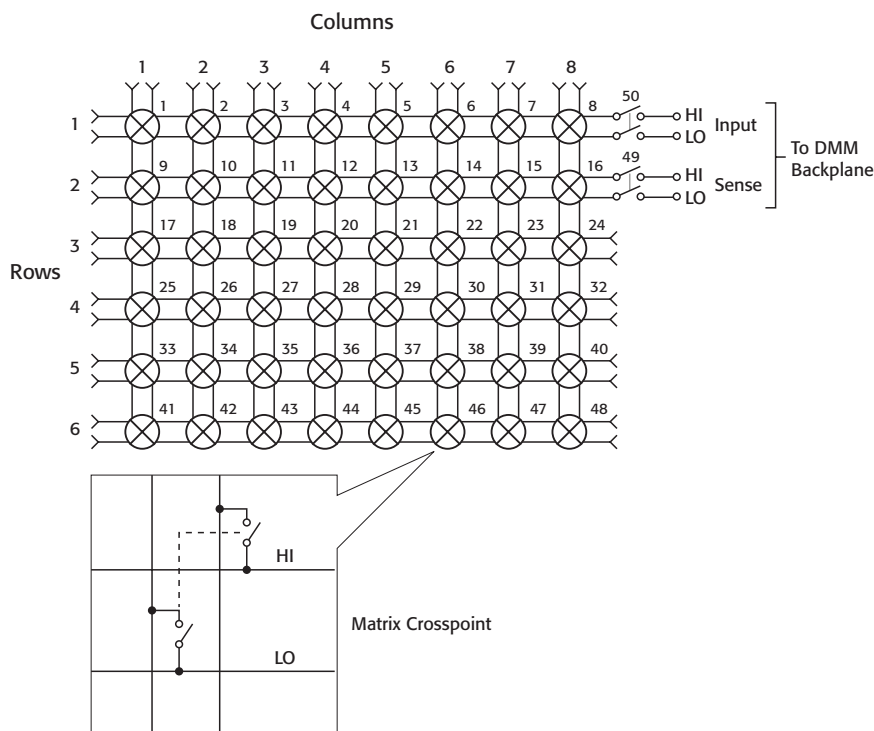 Columns
1 2 3 4 5 6 7 8
1 1 2 3 4 5 6 7 8 50 HI Input
LO
To DMM
Backplane
2 9 10 11 12 13 14 15 16 49 HI Sense
LO
3 17 18 19 20 21 22 23 24
Rows
4 25 26 27 28 29 30 31 32
5 33 34 35 36 37 38 39 40
6 41 42 43 44 45 46 47 48
HI
Matrix Crosspoint
LO